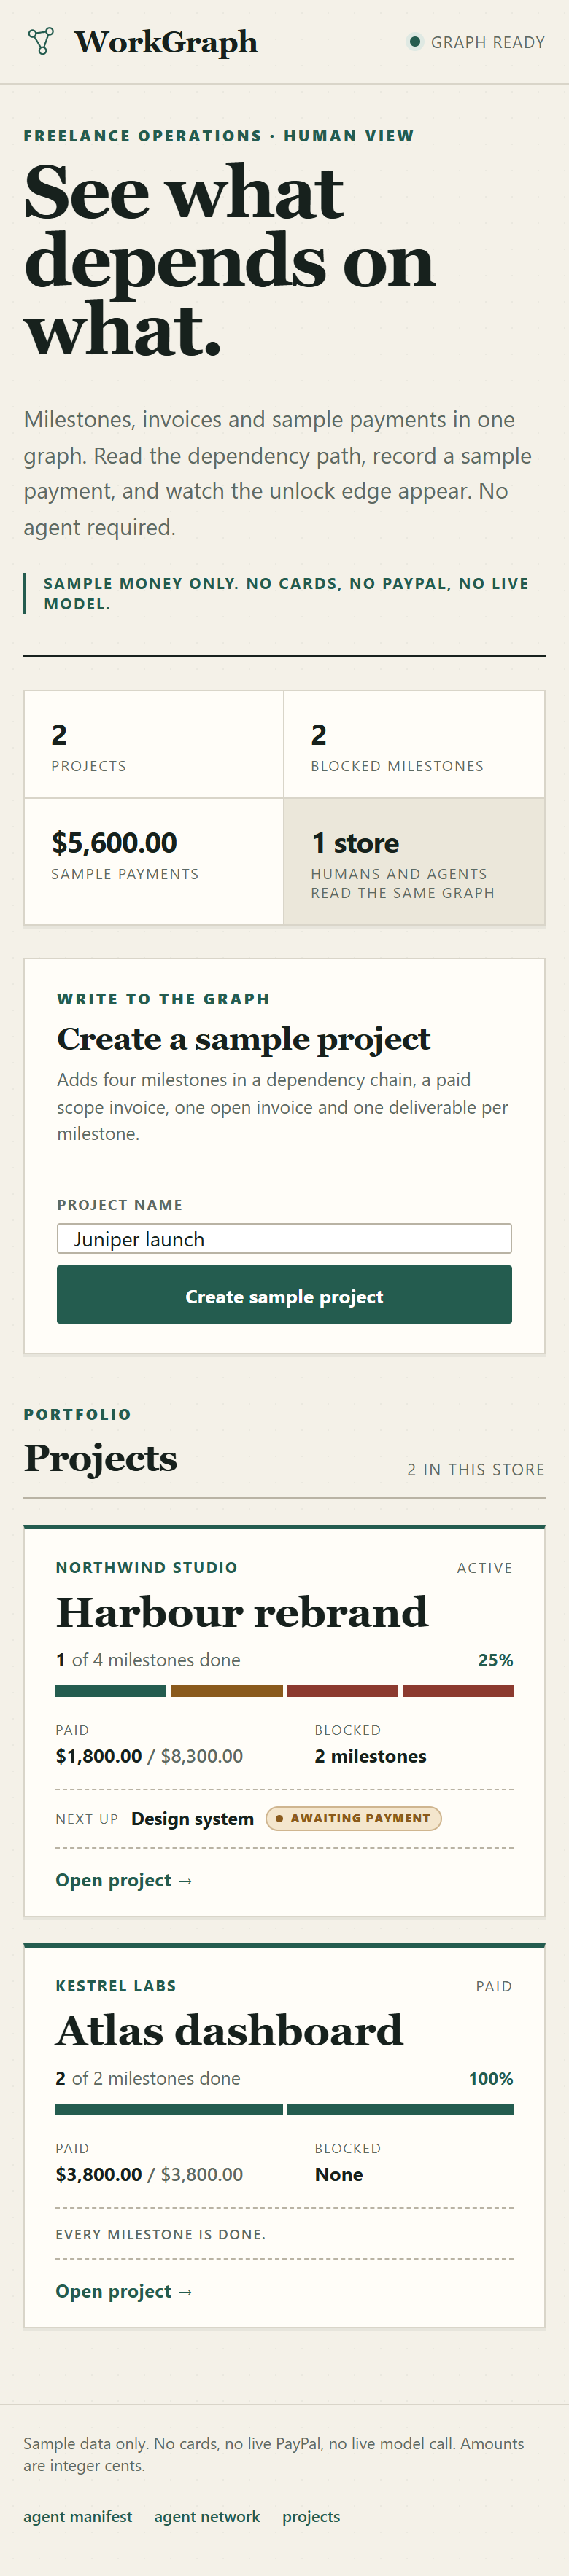 WorkGraph
GRAPH READY
FREELANCE OPERATIONS · HUMAN VIEW
See what
depends on
what.
Milestones, invoices and sample payments in one
graph. Read the dependency path, record a sample
payment, and watch the unlock edge appear. No
agent required.
SAMPLE MONEY ONLY. NO CARDS, NO PAYPAL, NO LIVE
MODEL.
2
PROJECTS
2
BLOCKED MILESTONES
$5,600.00
SAMPLE PAYMENTS
1 store
HUMANS AND AGENTS
READ THE SAME GRAPH
WRITE TO THE GRAPH
Create a sample project
Adds four milestones in a dependency chain, a paid
scope invoice, one open invoice and one deliverable per
milestone.
PROJECT NAME
Juniper launch
Create sample project
PORTFOLIO
Projects
2 IN THIS STORE
NORTHWIND STUDIO
ACTIVE
Harbour rebrand
1 of 4 milestones done
25%
PAID
BLOCKED
$1,800.00 / $8,300.00
2 milestones
NEXT UP Design system AWAITING PAYMENT
Open project →
KESTREL LABS
PAID
Atlas dashboard
2 of 2 milestones done
100%
PAID
BLOCKED
$3,800.00 / $3,800.00
None
EVERY MILESTONE IS DONE.
Open project →
Sample data only. No cards, no live PayPal, no live model call. Amounts
are integer cents.
agent manifest agent network projects